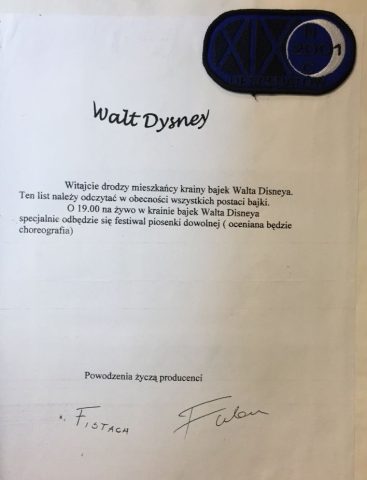 XIX
2001
Walt Dysney
Witajcie drodzy mieszkańcy krainy bajek Walta Disneya.
Ten list należy odczytać w obecności wszystkich postaci bajki.
O 19.00 na żywo w krainie bajek Walta Disneya
specjalnie odbędzie się festiwal piosenki dowolnej ( oceniana będzie
choreografia)
Powodzenia życzą producenci
FISTACH